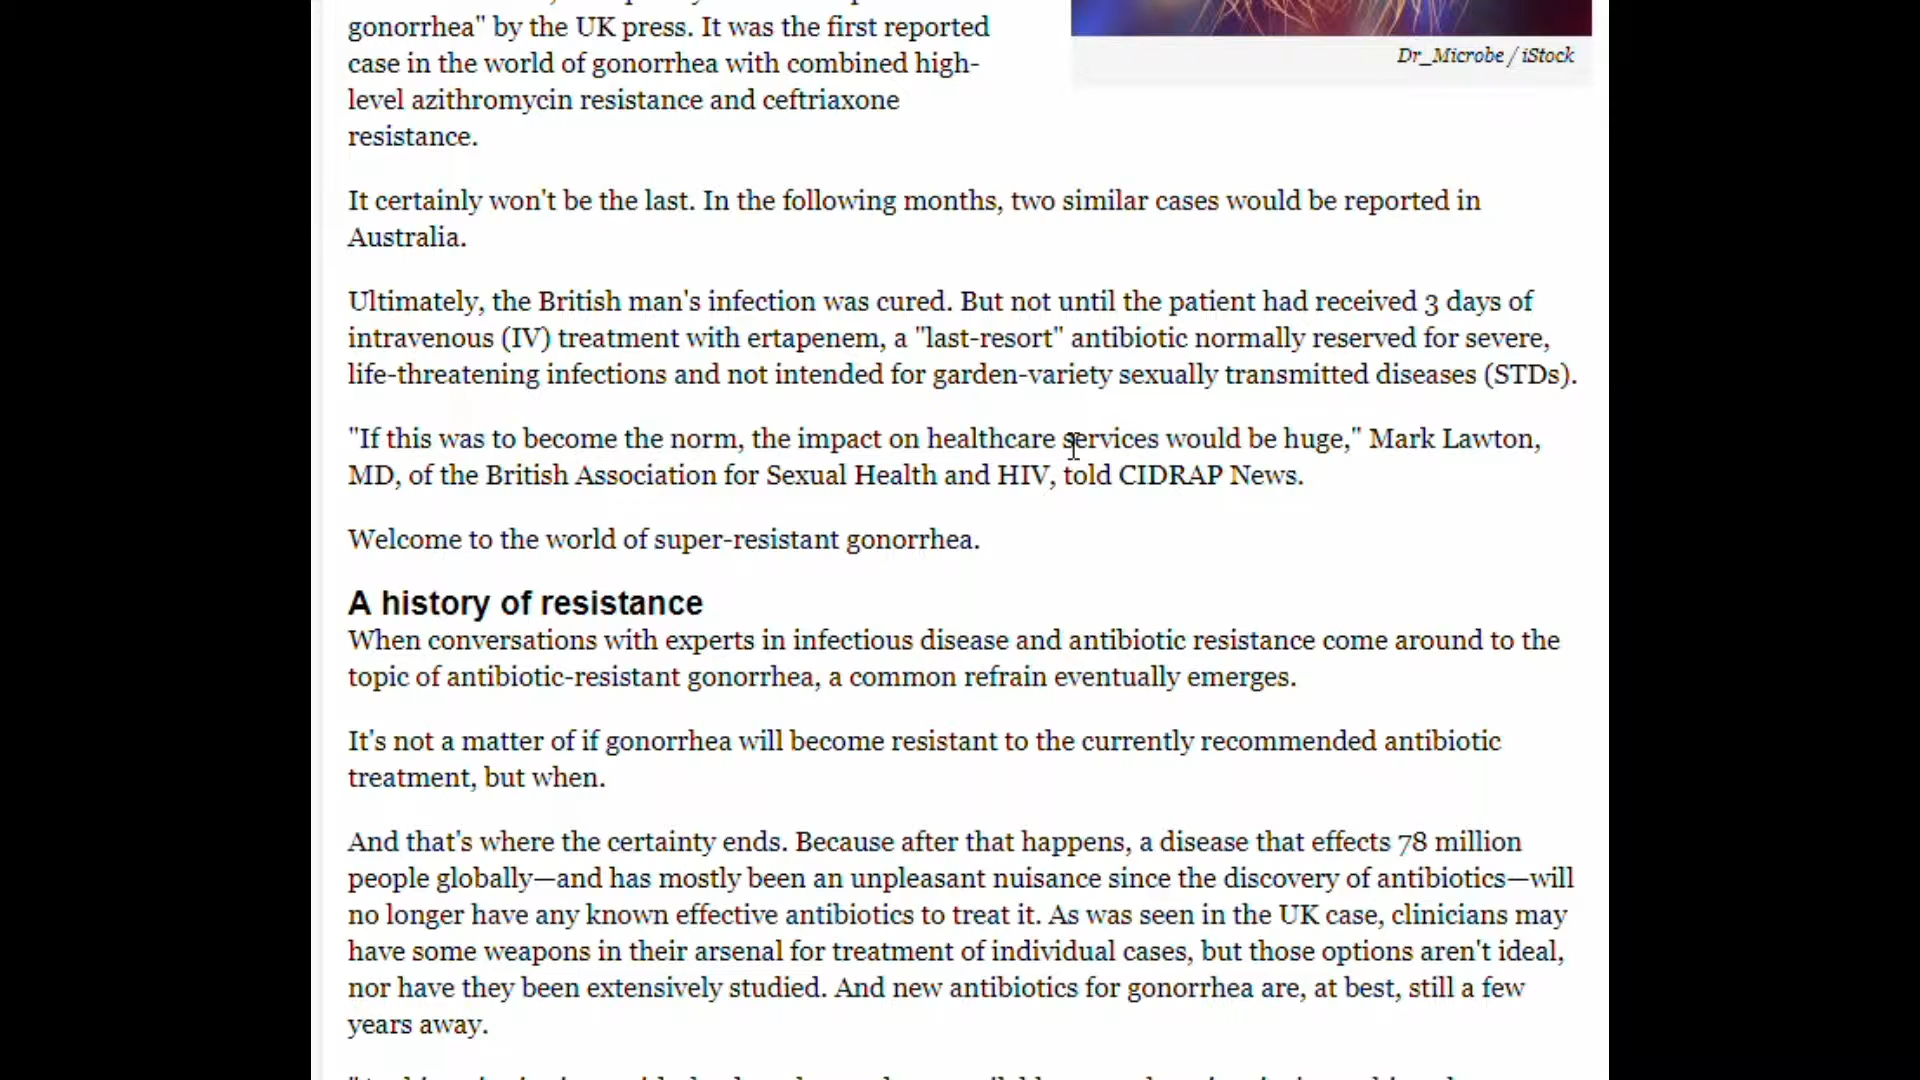 gonorrhea" by the UK press. It was the first reported
case in the world of gonorrhea with combined high-
level azithromycin resistance and ceftriaxone
resistance.
Dr_Microbe / iStock
It certainly won't be the last. In the following months, two similar cases would be reported in
Australia.
Ultimately, the British man's infection was cured. But not until the patient had received 3 days of
intravenous (IV) treatment with ertapenem, a "last-resort" antibiotic normally reserved for severe,
life-threatening infections and not intended for garden-variety sexually transmitted diseases (STDs).
"If this was to become the norm, the impact on healthcare services would be huge," Mark Lawton,
MD, of the British Association for Sexual Health and HIV, told CIDRAP News.
Welcome to the world of super-resistant gonorrhea.
A history of resistance
When conversations with experts in infectious disease and antibiotic resistance come around to the
topic of antibiotic-resistant gonorrhea, a common refrain eventually emerges.
It's not a matter of if gonorrhea will become resistant to the currently recommended antibiotic
treatment, but when.
And that's where the certainty ends. Because after that happens, a disease that effects 78 million
people globally—and has mostly been an unpleasant nuisance since the discovery of antibiotics—will
no longer have any known effective antibiotics to treat it. As was seen in the UK case, clinicians may
have some weapons in their arsenal for treatment of individual cases, but those options aren't ideal,
nor have they been extensively studied. And new antibiotics for gonorrhea are, at best, still a few
years away.